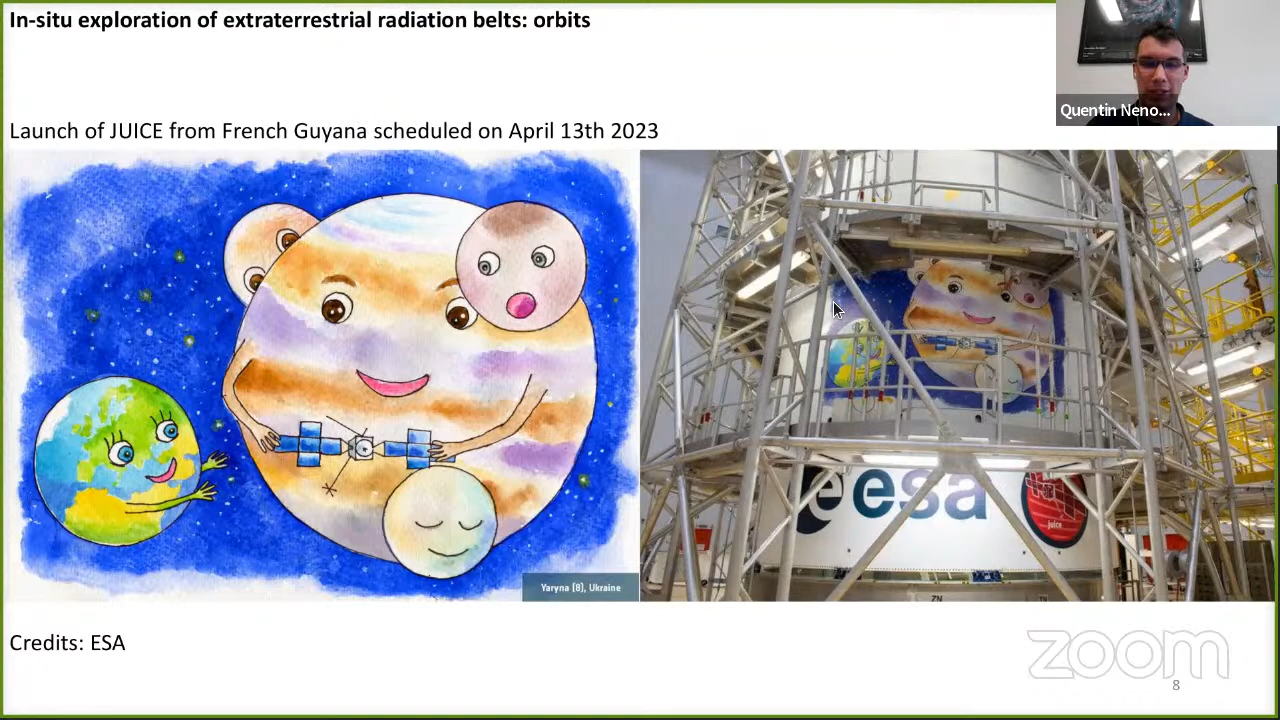 In-situ exploration of extraterrestrial radiation belts: orbits
Quentin Neno...
Launch of JUICE from French Guyana scheduled on April 13th 2023
esa
juice
Yaryna (8), Ukraine
ZN
Credits: ESA
zoom
8